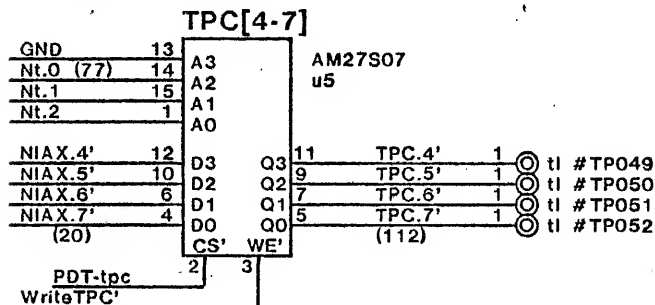 TPC[4-7]
AM27S07
u5
GND 13 A3
Nt.0 (77) 14 A2
Nt.1 15 A1
Nt.2 1 A0
NIAX.4' 12 D3 Q3 11 TPC.4' 1 tl #TP049
NIAX.5' 10 D2 Q2 9 TPC.5' 1 tl #TP050
NIAX.6' 6 D1 Q1 7 TPC.6' 1 tl #TP051
NIAX.7' 4 D0 Q0 5 TPC.7' 1 tl #TP052
(20) (112)
CS' WE'
2 3
PDT-tpc
WriteTPC'